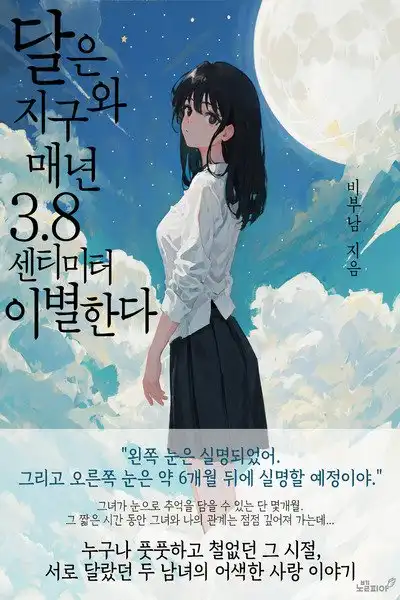 달은
지구와
매년
3.8
센티미터
이별한다
비부남 지음
"왼쪽 눈은 실명되었어.
그리고 오른쪽 눈은 약 6개월 뒤에 실명할 예정이야."
그녀가 눈으로 추억을 담을 수 있는 단 몇개월.
그 짧은 시간 동안 그녀와 나의 관계는 점점 깊어져 가는데...
누구나 풋풋하고 철없던 그 시절,
서로 달랐던 두 남녀의 어색한 사랑 이야기
노벨피아